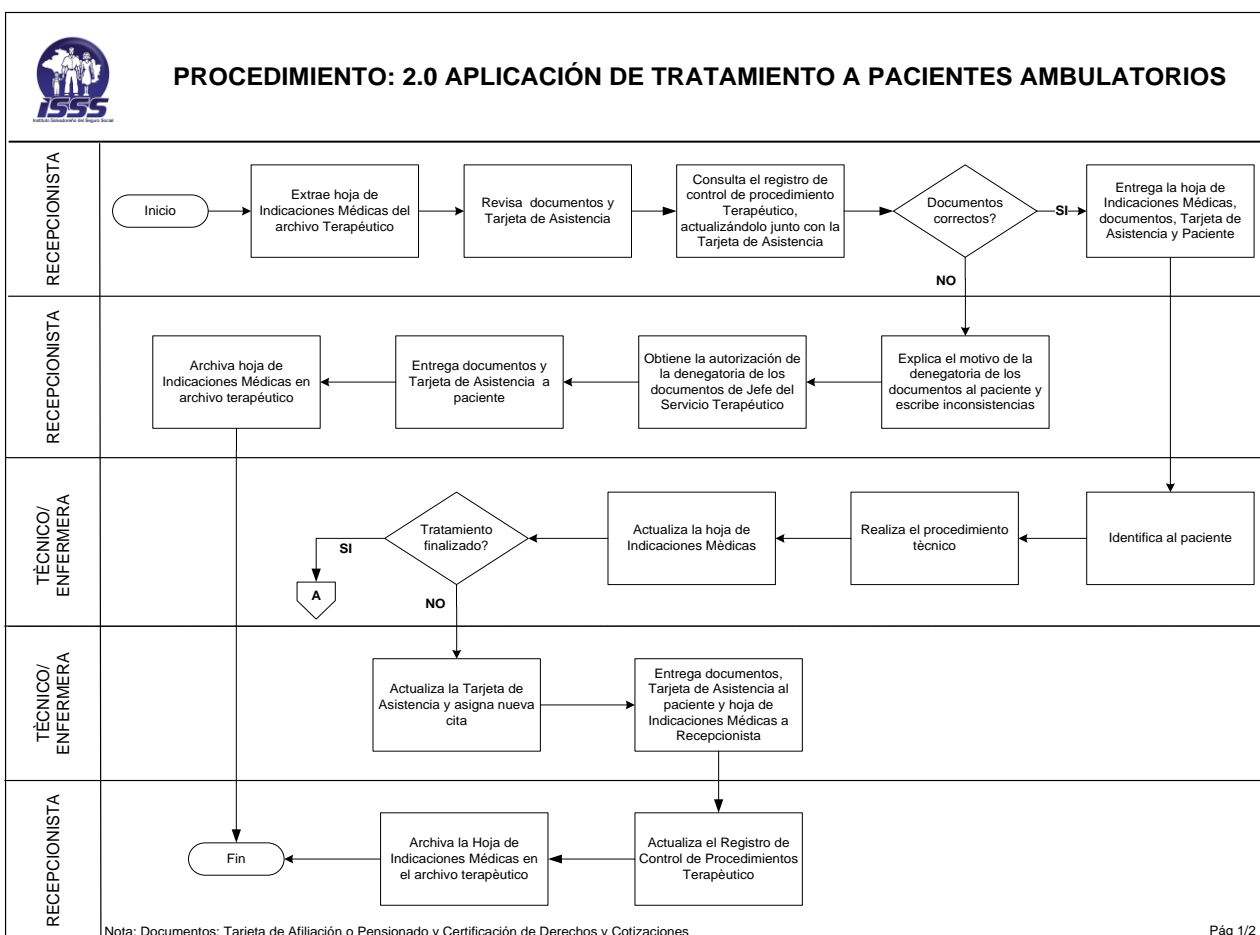 PROCEDIMIENTO: 2.0 APLICACIÓN DE TRATAMIENTO A PACIENTES AMBULATORIOS
ISSS
Instituto Salvadoreño del Seguro Social
RECEPCIONISTA
Inicio
Extrae hoja de
Indicaciones Médicas del
archivo Terapéutico
Revisa documentos y
Tarjeta de Asistencia
Consulta el registro de
control de procedimiento
Terapéutico,
actualizándolo junto con la
Tarjeta de Asistencia
Documentos
correctos?
SI
NO
Entrega la hoja de
Indicaciones Médicas,
documentos, Tarjeta de
Asistencia y Paciente
RECEPCIONISTA
Archiva hoja de
Indicaciones Médicas en
archivo terapéutico
Entrega documentos y
Tarjeta de Asistencia a
paciente
Obtiene la autorización de
la denegatoria de los
documentos de Jefe del
Servicio Terapéutico
Explica el motivo de la
denegatoria de los
documentos al paciente y
escribe inconsistencias
TÈCNICO/
ENFERMERA
Tratamiento
finalizado?
SI
A
NO
Actualiza la hoja de
Indicaciones Mèdicas
Realiza el procedimiento
tècnico
Identifica al paciente
TÈCNICO/
ENFERMERA
Actualiza la Tarjeta de
Asistencia y asigna nueva
cita
Entrega documentos,
Tarjeta de Asistencia al
paciente y hoja de
Indicaciones Médicas a
Recepcionista
RECEPCIONISTA
Fin
Archiva la Hoja de
Indicaciones Médicas en
el archivo terapèutico
Actualiza el Registro de
Control de Procedimientos
Terapèutico
Nota: Documentos: Tarjeta de Afiliación o Pensionado y Certificación de Derechos y Cotizaciones
Pág 1/2